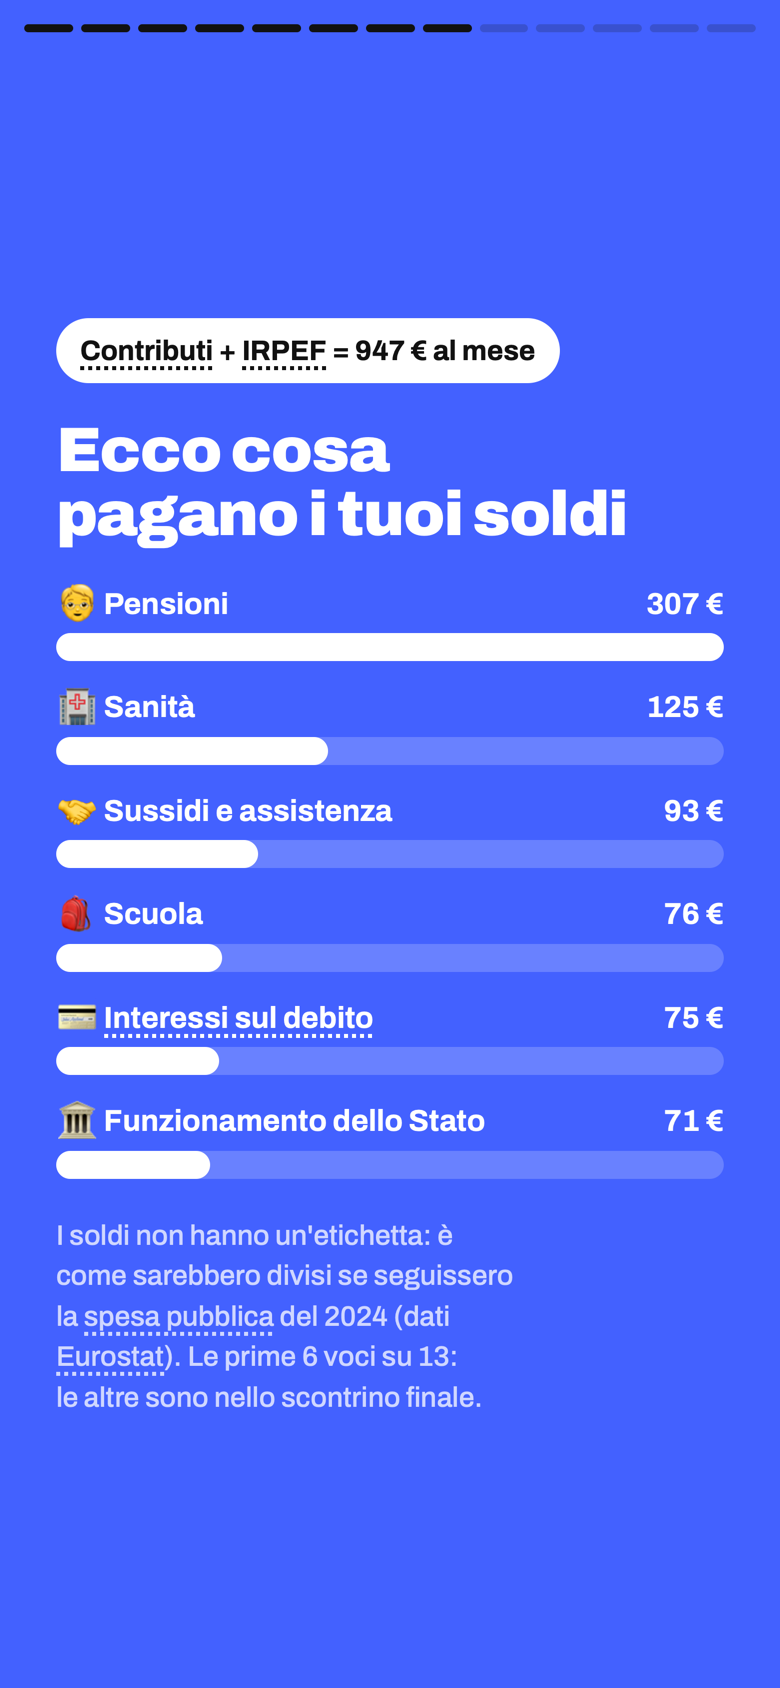 Contributi + IRPEF = 947 € al mese
Ecco cosa
pagano i tuoi soldi
Pensioni 307 €
Sanità 125 €
Sussidi e assistenza 93 €
Scuola 76 €
Interessi sul debito 75 €
Funzionamento dello Stato 71 €
I soldi non hanno un'etichetta: è
come sarebbero divisi se seguissero
la spesa pubblica del 2024 (dati
Eurostat). Le prime 6 voci su 13:
le altre sono nello scontrino finale.